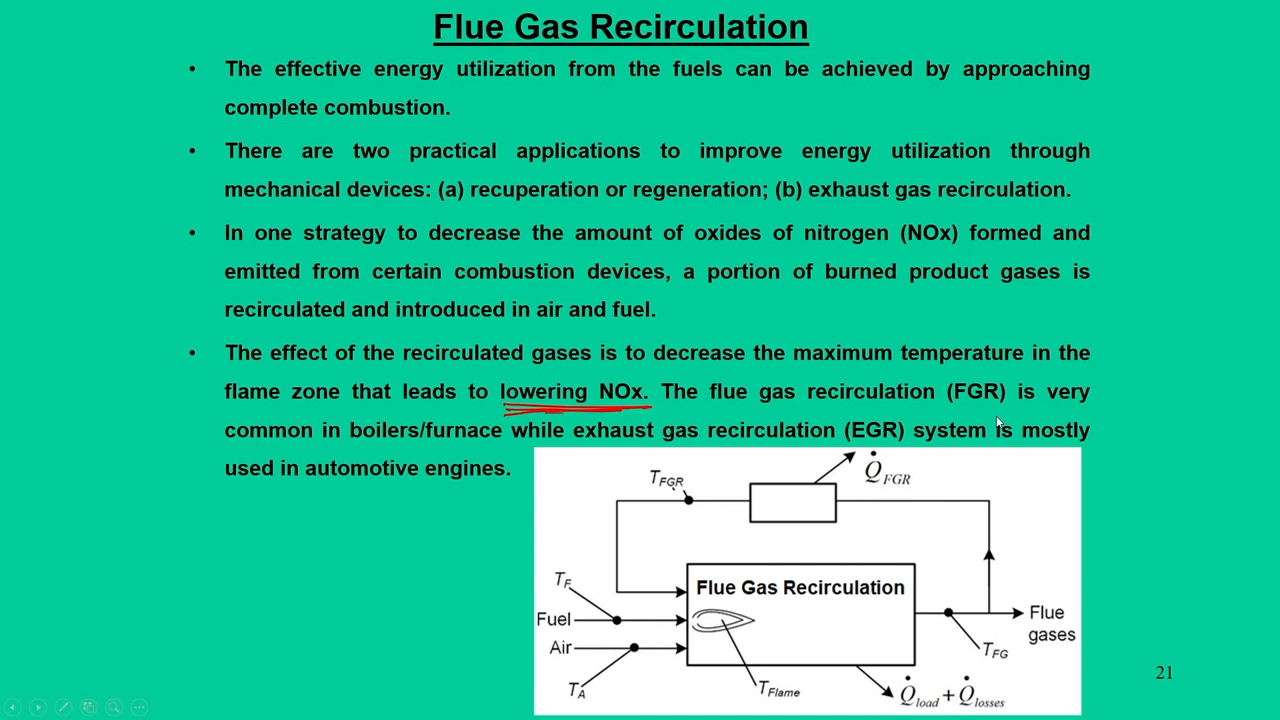 Flue Gas Recirculation
• The effective energy utilization from the fuels can be achieved by approaching
complete combustion.
• There are two practical applications to improve energy utilization through
mechanical devices: (a) recuperation or regeneration; (b) exhaust gas recirculation.
• In one strategy to decrease the amount of oxides of nitrogen (NOx) formed and
emitted from certain combustion devices, a portion of burned product gases is
recirculated and introduced in air and fuel.
• The effect of the recirculated gases is to decrease the maximum temperature in the
flame zone that leads to lowering NOx. The flue gas recirculation (FGR) is very
common in boilers/furnace while exhaust gas recirculation (EGR) system is mostly
used in automotive engines.
T_FGR
Q̇_FGR
Flue Gas Recirculation
T_F
Fuel
Air
T_A
T_Flame
Flue
gases
T_FG
Q̇_load + Q̇_losses
21